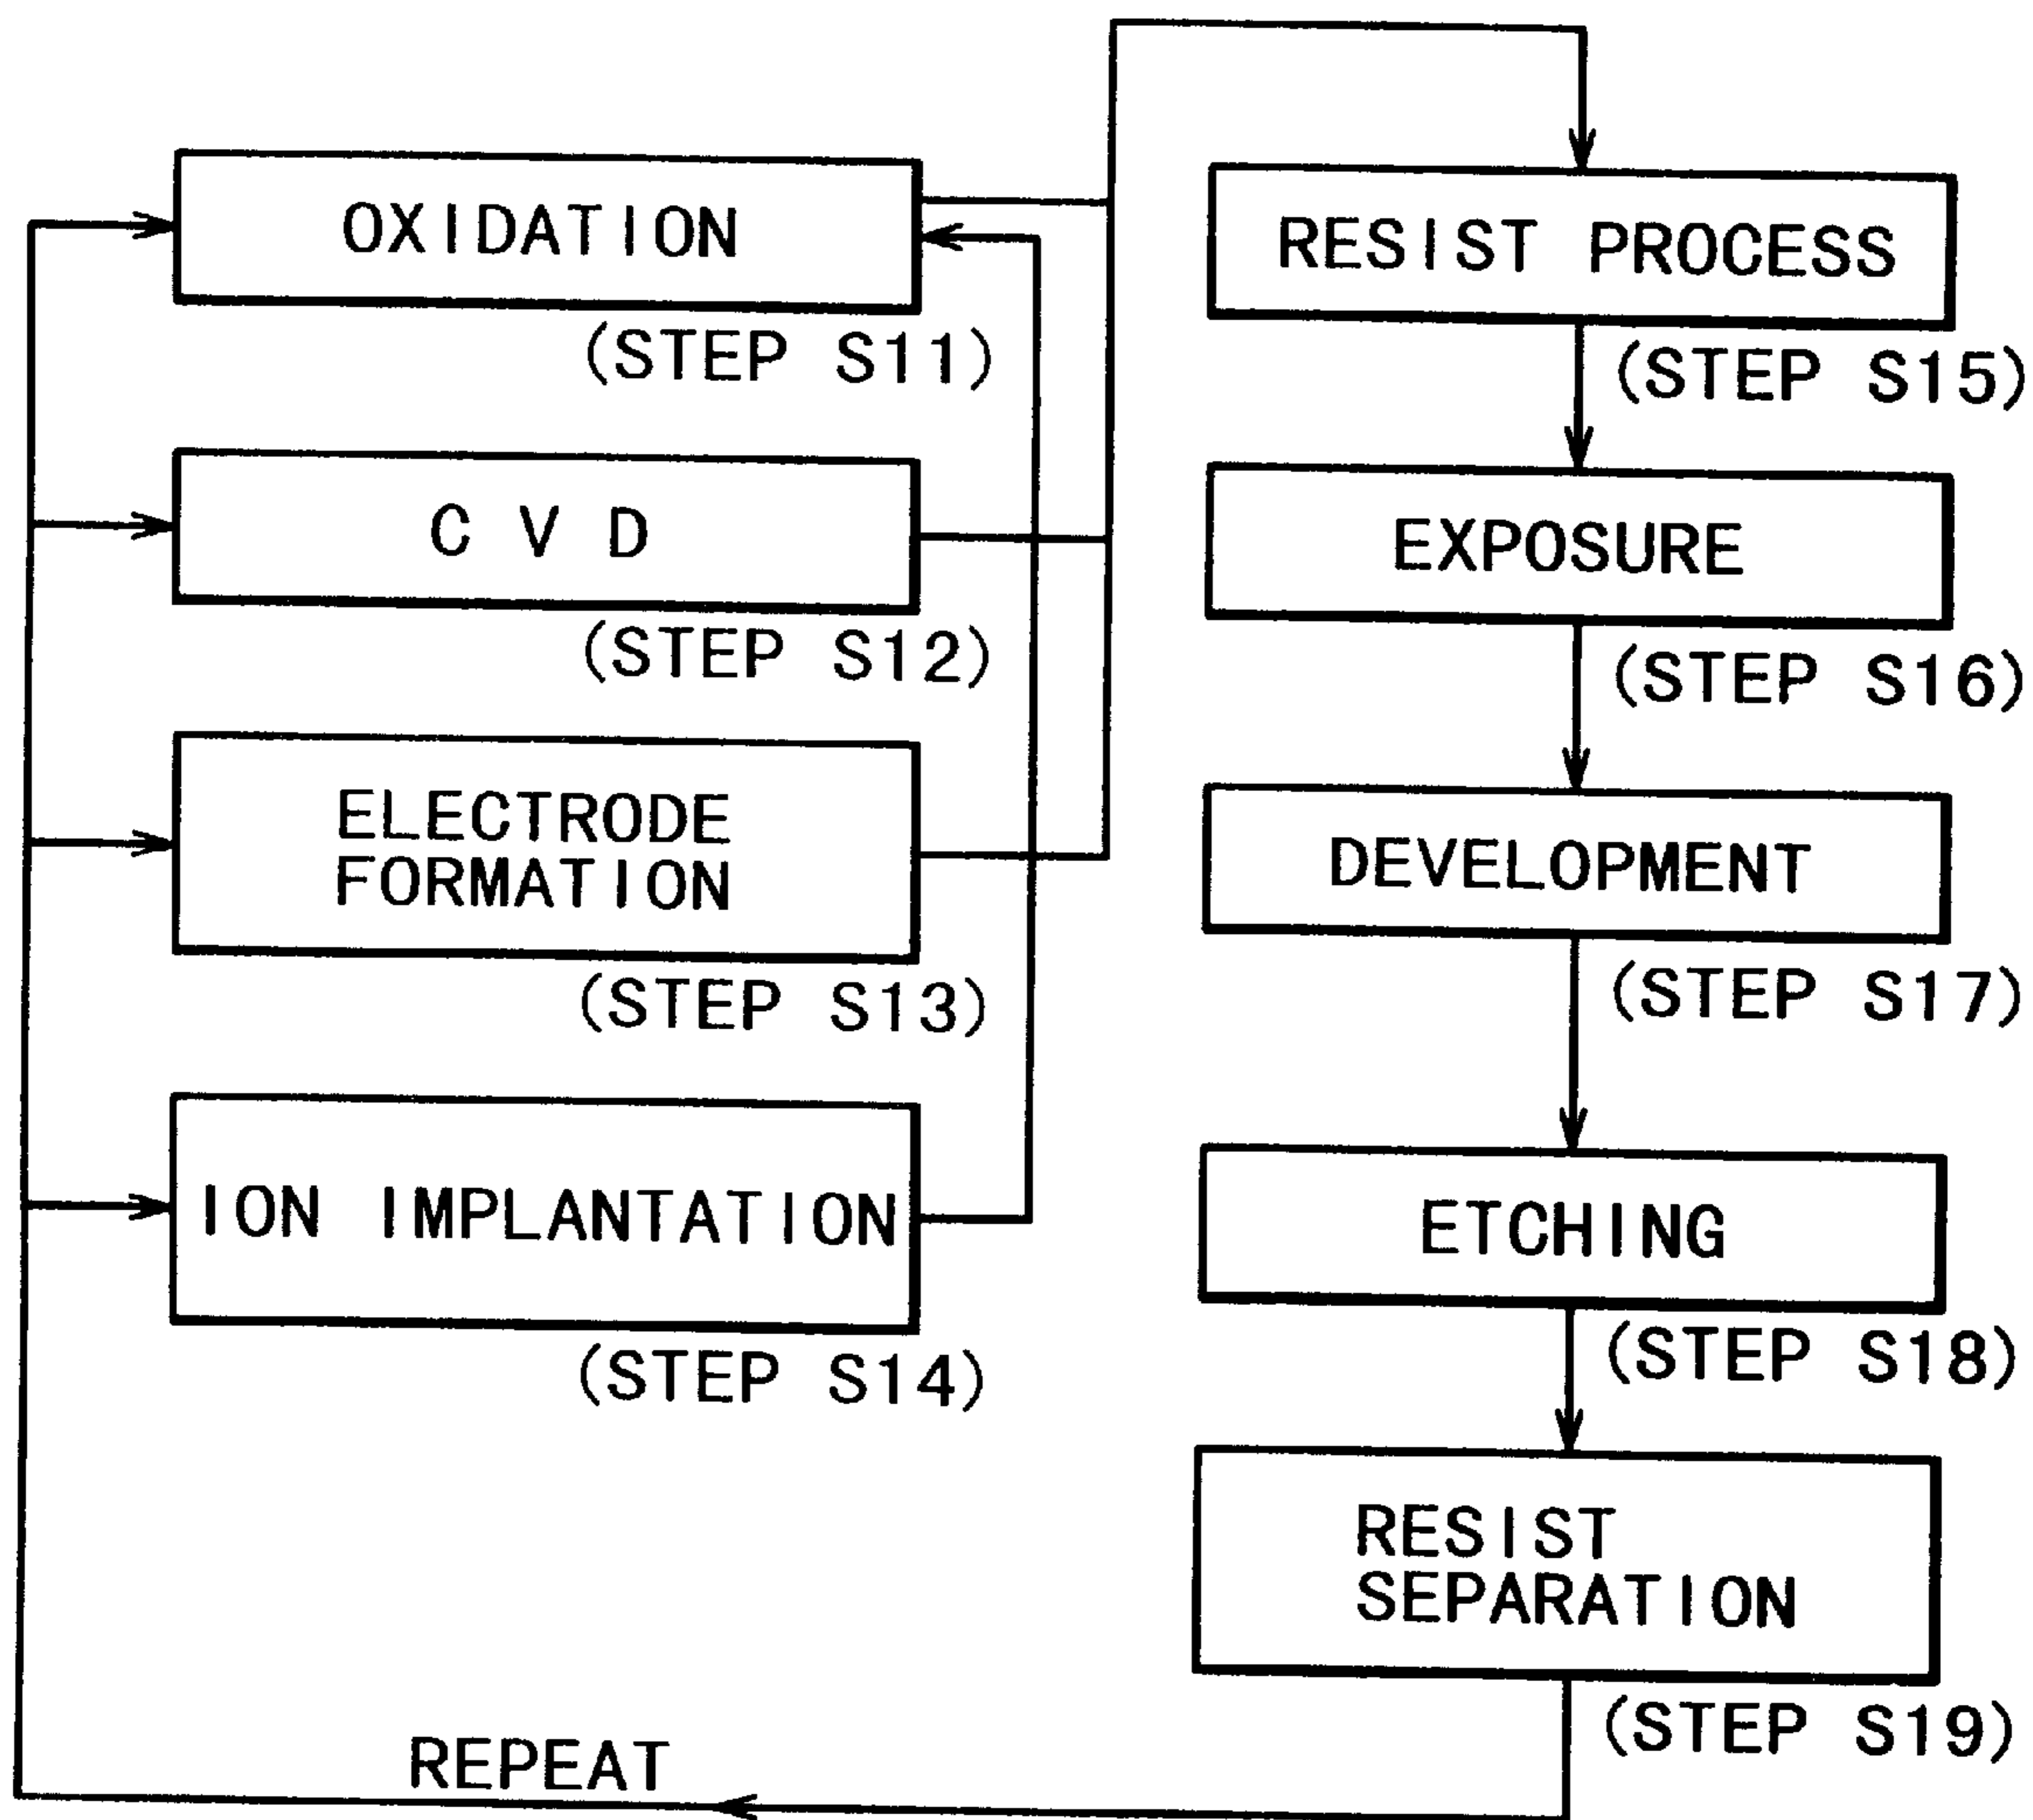 OXIDATION
(STEP S11)
C V D
(STEP S12)
ELECTRODE
FORMATION
(STEP S13)
ION IMPLANTATION
(STEP S14)
RESIST PROCESS
(STEP S15)
EXPOSURE
(STEP S16)
DEVELOPMENT
(STEP S17)
ETCHING
(STEP S18)
RESIST
SEPARATION
(STEP S19)
REPEAT